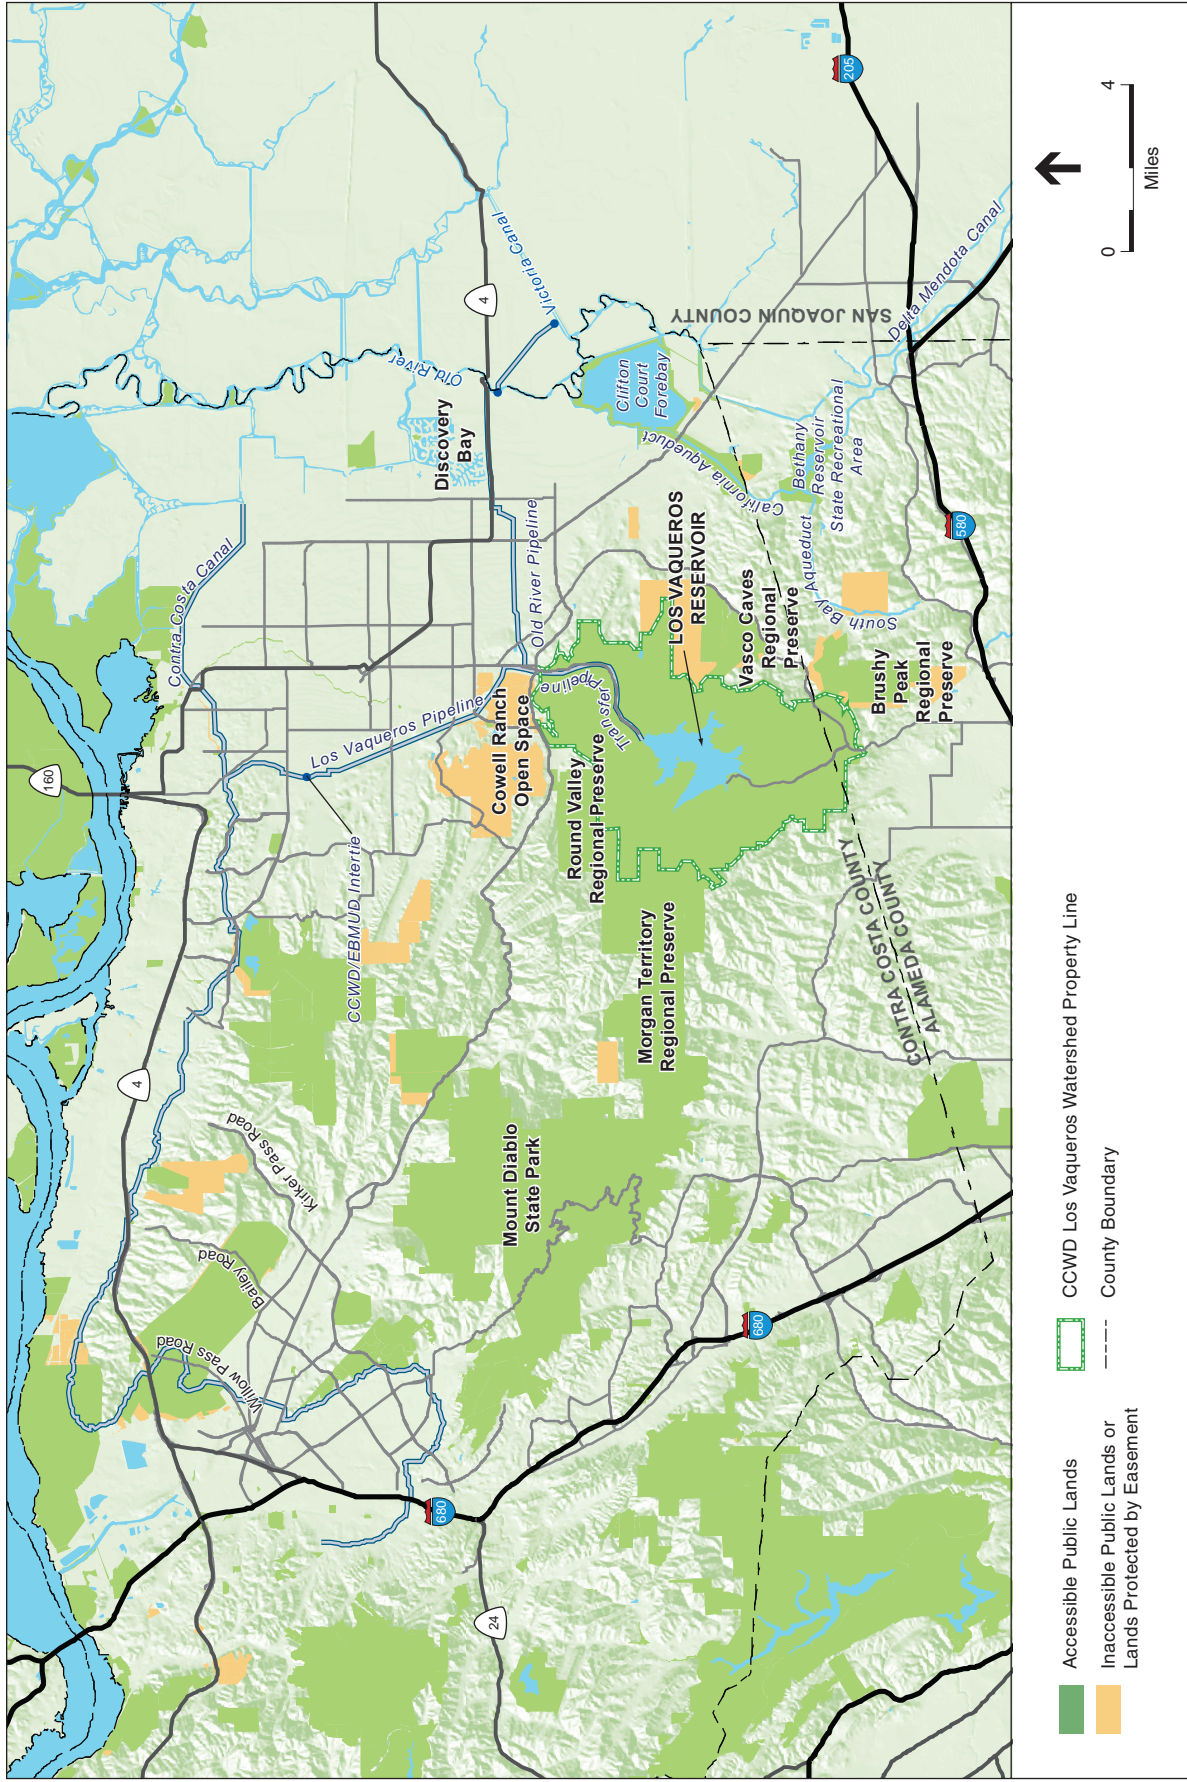 160
4
Contra Costa Canal
Old River
4
Victoria Canal
Discovery
Bay
Los Vaqueros Pipeline
Old River Pipeline
CCWD/EBMUD Intertie
Cowell Ranch
Open Space
Transfer Pipeline
Round Valley
Regional Preserve
Morgan Territory
Regional Preserve
Mount Diablo
State Park
Kirker Pass Road
Bailey Road
Willow Pass Road
LOS VAQUEROS
RESERVOIR
Vasco Caves
Regional
Preserve
Brushy
Peak
Regional
Preserve
Clifton
Court
Forebay
California Aqueduct
Bethany
Reservoir
State Recreational
Area
South Bay Aqueduct
Delta Mendota Canal
SAN JOAQUIN COUNTY
CONTRA COSTA COUNTY
ALAMEDA COUNTY
205
580
680
680
24
Accessible Public Lands
Inaccessible Public Lands or
Lands Protected by Easement
CCWD Los Vaqueros Watershed Property Line
County Boundary
0
4
Miles